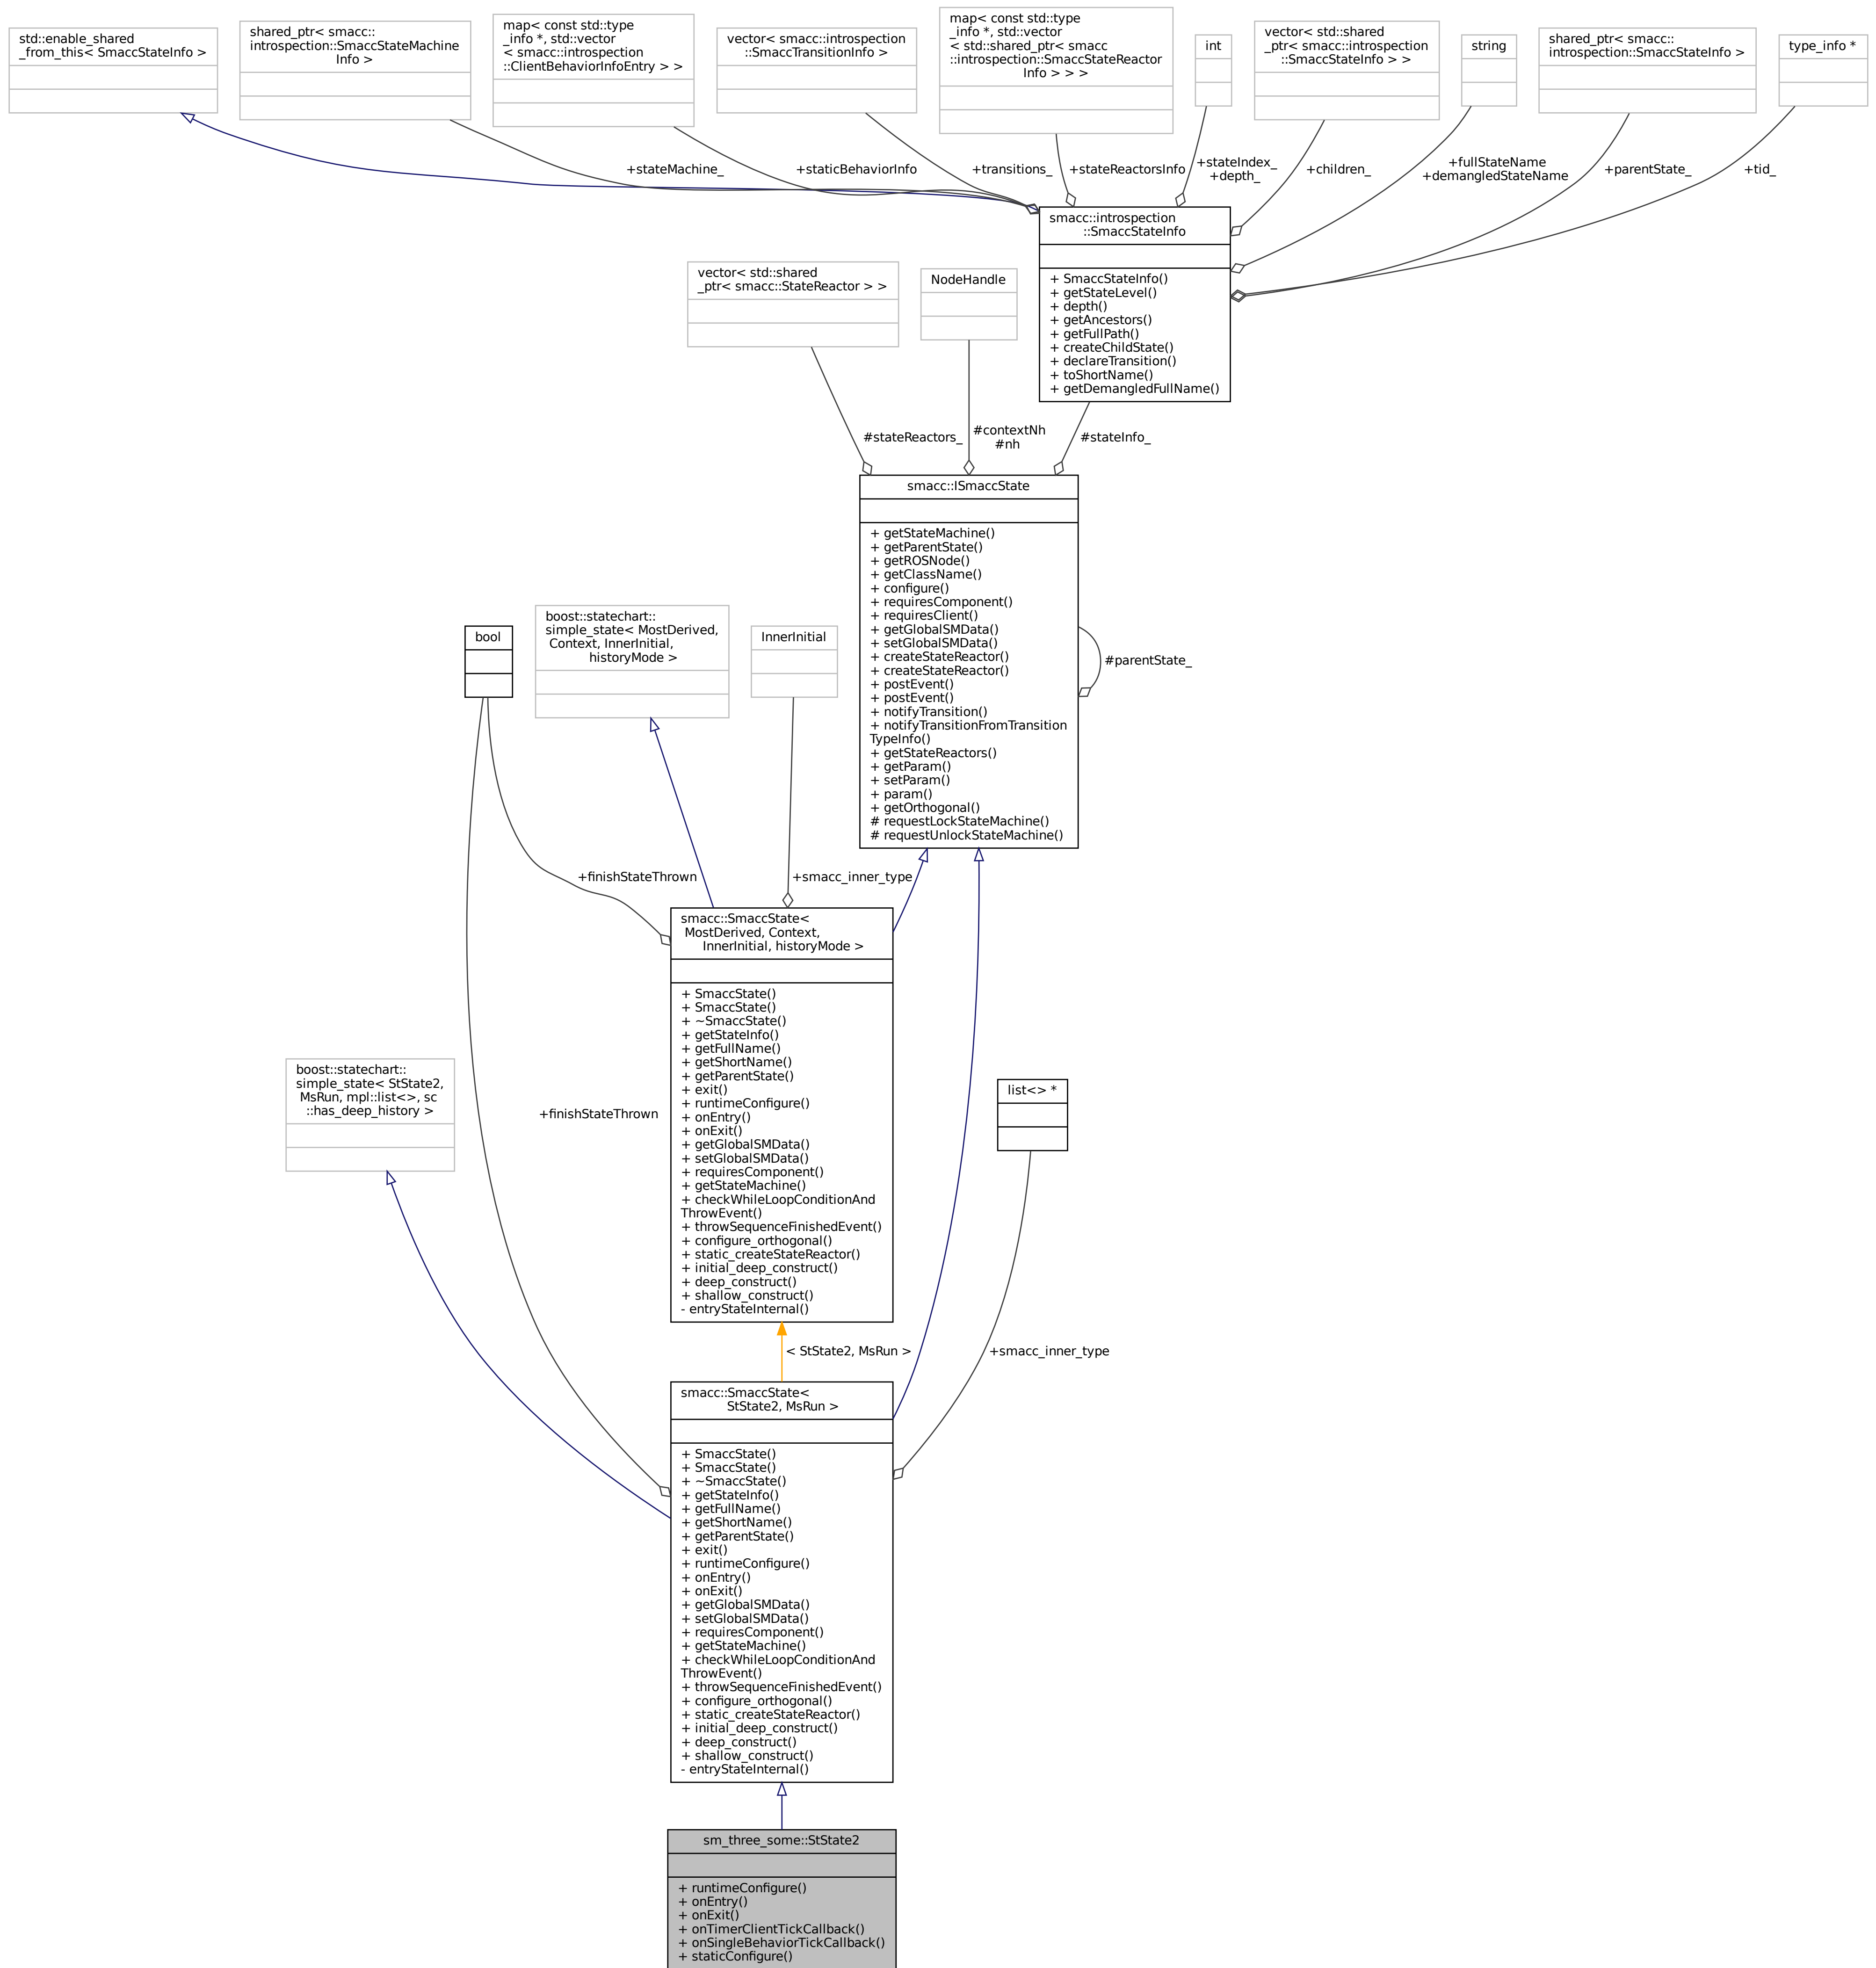 std::enable_shared
_from_this< SmaccStateInfo >
shared_ptr< smacc::
introspection::SmaccStateMachine
Info >
map< const std::type
_info *, std::vector
< smacc::introspection
::ClientBehaviorInfoEntry > >
vector< smacc::introspection
::SmaccTransitionInfo >
map< const std::type
_info *, std::vector
< std::shared_ptr< smacc
::introspection::SmaccStateReactor
Info > > >
int
vector< std::shared
_ptr< smacc::introspection
::SmaccStateInfo > >
string
shared_ptr< smacc::
introspection::SmaccStateInfo >
type_info *
+stateMachine_
+staticBehaviorInfo
+transitions_
+stateReactorsInfo
+stateIndex_
+depth_
+children_
+fullStateName
+demangledStateName
+parentState_
+tid_
smacc::introspection
::SmaccStateInfo
+ SmaccStateInfo()
+ getStateLevel()
+ depth()
+ getAncestors()
+ getFullPath()
+ createChildState()
+ declareTransition()
+ toShortName()
+ getDemangledFullName()
vector< std::shared
_ptr< smacc::StateReactor > >
NodeHandle
#stateReactors_
#contextNh
#nh
#stateInfo_
smacc::ISmaccState
+ getStateMachine()
+ getParentState()
+ getROSNode()
+ getClassName()
+ configure()
+ requiresComponent()
+ requiresClient()
+ getGlobalSMData()
+ setGlobalSMData()
+ createStateReactor()
+ createStateReactor()
+ postEvent()
+ postEvent()
+ notifyTransition()
+ notifyTransitionFromTransition
TypeInfo()
+ getStateReactors()
+ getParam()
+ setParam()
+ param()
+ getOrthogonal()
# requestLockStateMachine()
# requestUnlockStateMachine()
#parentState_
bool
boost::statechart::
simple_state< MostDerived,
Context, InnerInitial,
historyMode >
InnerInitial
+finishStateThrown
+smacc_inner_type
smacc::SmaccState<
MostDerived, Context,
InnerInitial, historyMode >
+ SmaccState()
+ SmaccState()
+ ~SmaccState()
+ getStateInfo()
+ getFullName()
+ getShortName()
+ getParentState()
+ exit()
+ runtimeConfigure()
+ onEntry()
+ onExit()
+ getGlobalSMData()
+ setGlobalSMData()
+ requiresComponent()
+ getStateMachine()
+ checkWhileLoopConditionAnd
ThrowEvent()
+ throwSequenceFinishedEvent()
+ configure_orthogonal()
+ static_createStateReactor()
+ initial_deep_construct()
+ deep_construct()
+ shallow_construct()
- entryStateInternal()
boost::statechart::
simple_state< StState2,
MsRun, mpl::list<>, sc
::has_deep_history >
+finishStateThrown
list<> *
< StState2, MsRun >
+smacc_inner_type
smacc::SmaccState<
StState2, MsRun >
+ SmaccState()
+ SmaccState()
+ ~SmaccState()
+ getStateInfo()
+ getFullName()
+ getShortName()
+ getParentState()
+ exit()
+ runtimeConfigure()
+ onEntry()
+ onExit()
+ getGlobalSMData()
+ setGlobalSMData()
+ requiresComponent()
+ getStateMachine()
+ checkWhileLoopConditionAnd
ThrowEvent()
+ throwSequenceFinishedEvent()
+ configure_orthogonal()
+ static_createStateReactor()
+ initial_deep_construct()
+ deep_construct()
+ shallow_construct()
- entryStateInternal()
sm_three_some::StState2
+ runtimeConfigure()
+ onEntry()
+ onExit()
+ onTimerClientTickCallback()
+ onSingleBehaviorTickCallback()
+ staticConfigure()